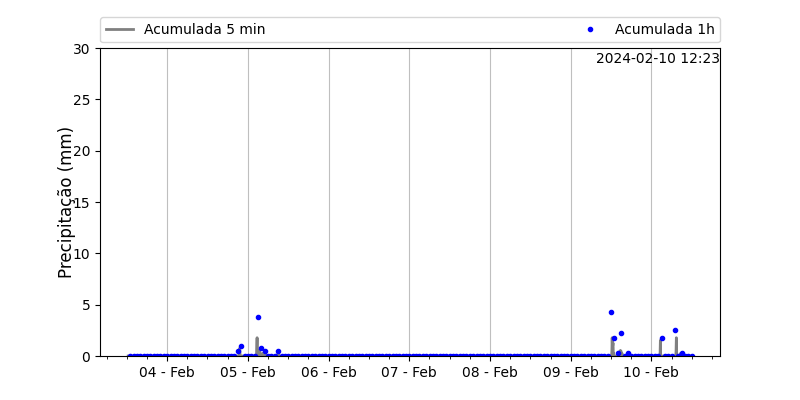 Acumulada 5 min
Acumulada 1h
2024-02-10 12:23
Precipitação (mm)
30
25
20
15
10
5
0
04 - Feb
05 - Feb
06 - Feb
07 - Feb
08 - Feb
09 - Feb
10 - Feb